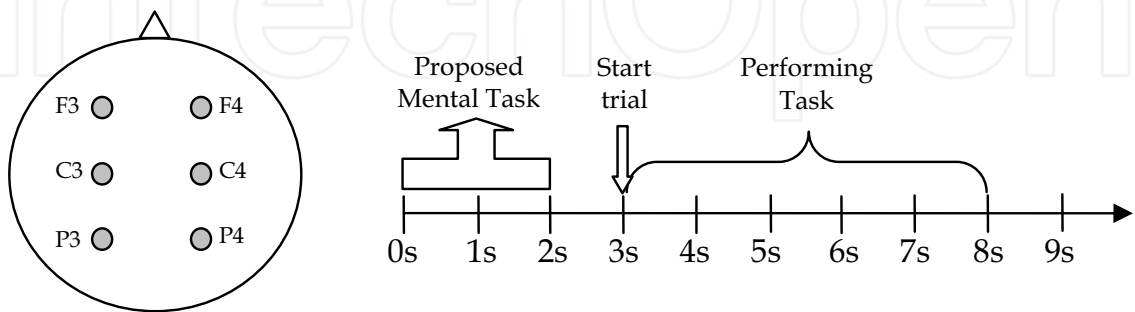 IntechOpen
Proposed
Mental Task
Start
trial
Performing
Task
F3 F4
C3 C4
P3 P4
0s 1s 2s 3s 4s 5s 6s 7s 8s 9s